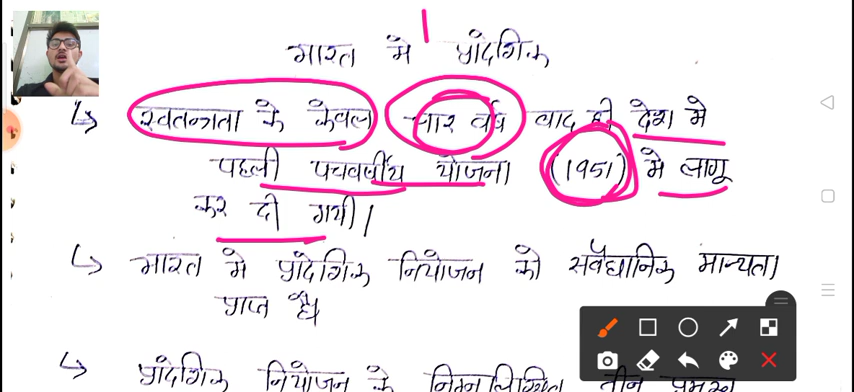 भारत मे प्रादेशिक
स्वतन्त्रता के केवल चार वर्ष बाद ही देश मे
पहली पंचवर्षीय योजना (1951) मे लागू
कर दी गयी।
भारत मे प्रादेशिक नियोजन को संवैधानिक मान्यता
प्राप्त है।
प्रादेशिक नियोजन के निम्नलिखित तीन